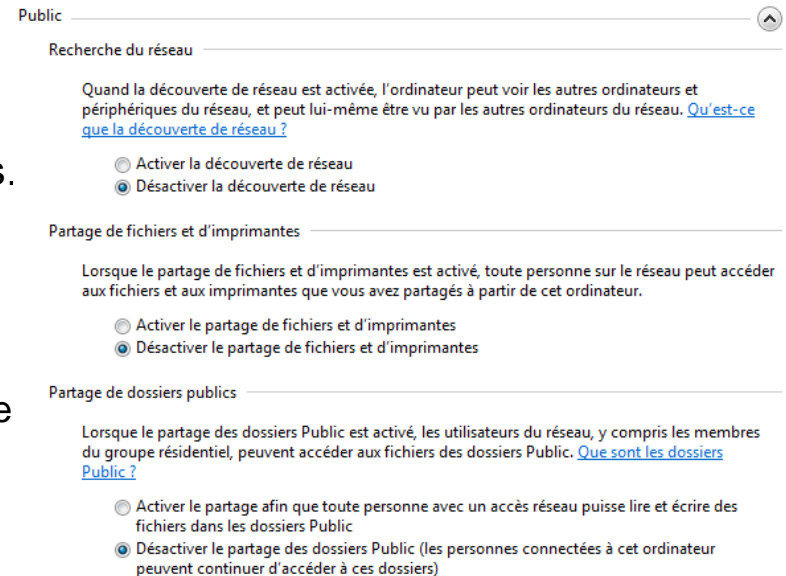 Public
Recherche du réseau
Quand la découverte de réseau est activée, l'ordinateur peut voir les autres ordinateurs et
périphériques du réseau, et peut lui-même être vu par les autres ordinateurs du réseau. Qu'est-ce
que la découverte de réseau ?
Activer la découverte de réseau
s.
Désactiver la découverte de réseau
Partage de fichiers et d'imprimantes
Lorsque le partage de fichiers et d'imprimantes est activé, toute personne sur le réseau peut accéder
aux fichiers et aux imprimantes que vous avez partagés à partir de cet ordinateur.
Activer le partage de fichiers et d'imprimantes
Désactiver le partage de fichiers et d'imprimantes
Partage de dossiers publics
e
Lorsque le partage des dossiers Public est activé, les utilisateurs du réseau, y compris les membres
du groupe résidentiel, peuvent accéder aux fichiers des dossiers Public. Que sont les dossiers
Public ?
Activer le partage afin que toute personne avec un accès réseau puisse lire et écrire des
fichiers dans les dossiers Public
Désactiver le partage des dossiers Public (les personnes connectées à cet ordinateur
peuvent continuer d'accéder à ces dossiers)